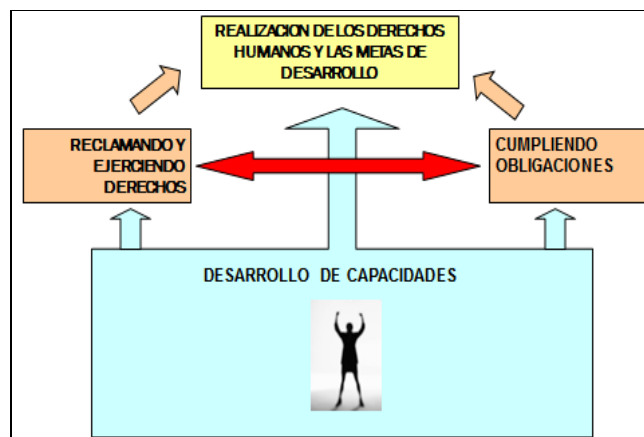 REALIZACION DE LOS DERECHOS
HUMANOS Y LAS METAS DE
DESARROLLO
RECLAMANDO Y
EJERCIENDO
DERECHOS
CUMPLIENDO
OBLIGACIONES
DESARROLLO DE CAPACIDADES